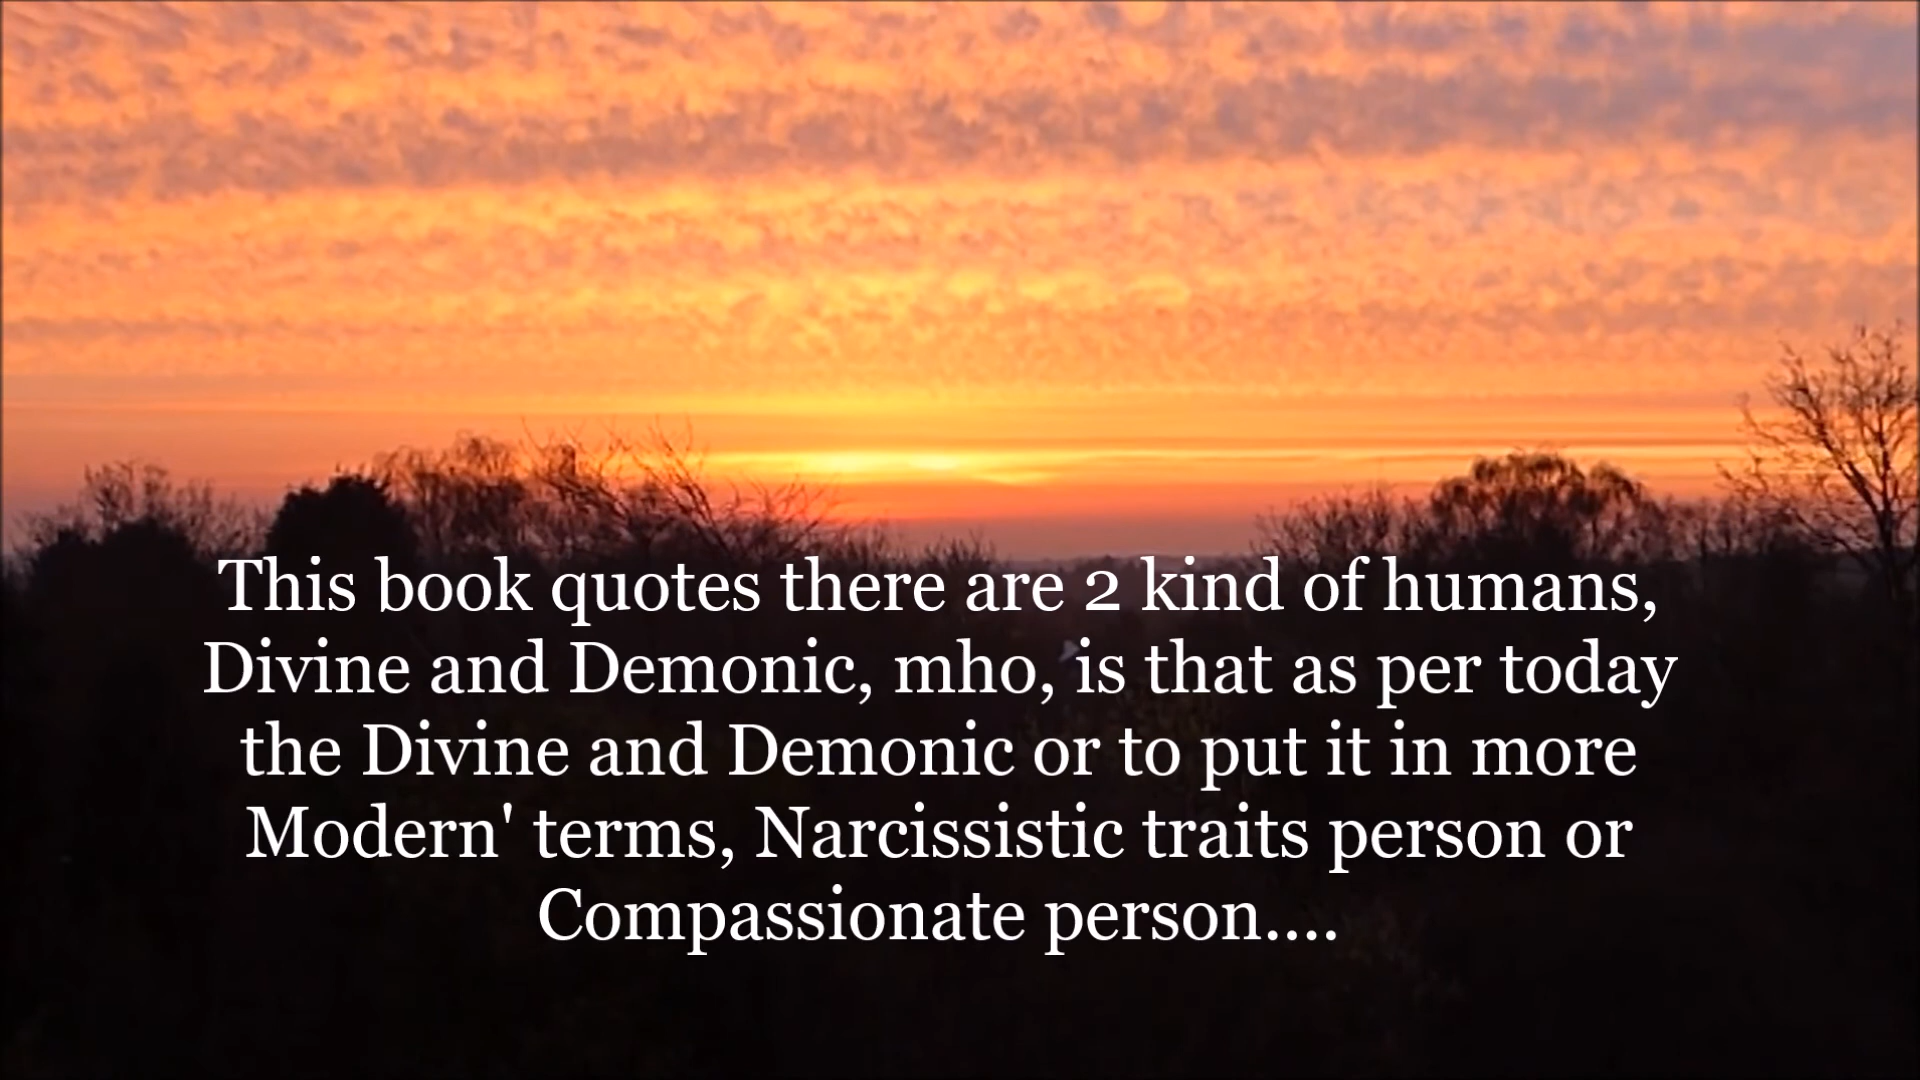 This book quotes there are 2 kind of humans,
Divine and Demonic, mho, is that as per today
the Divine and Demonic or to put it in more
Modern' terms, Narcissistic traits person or
Compassionate person....